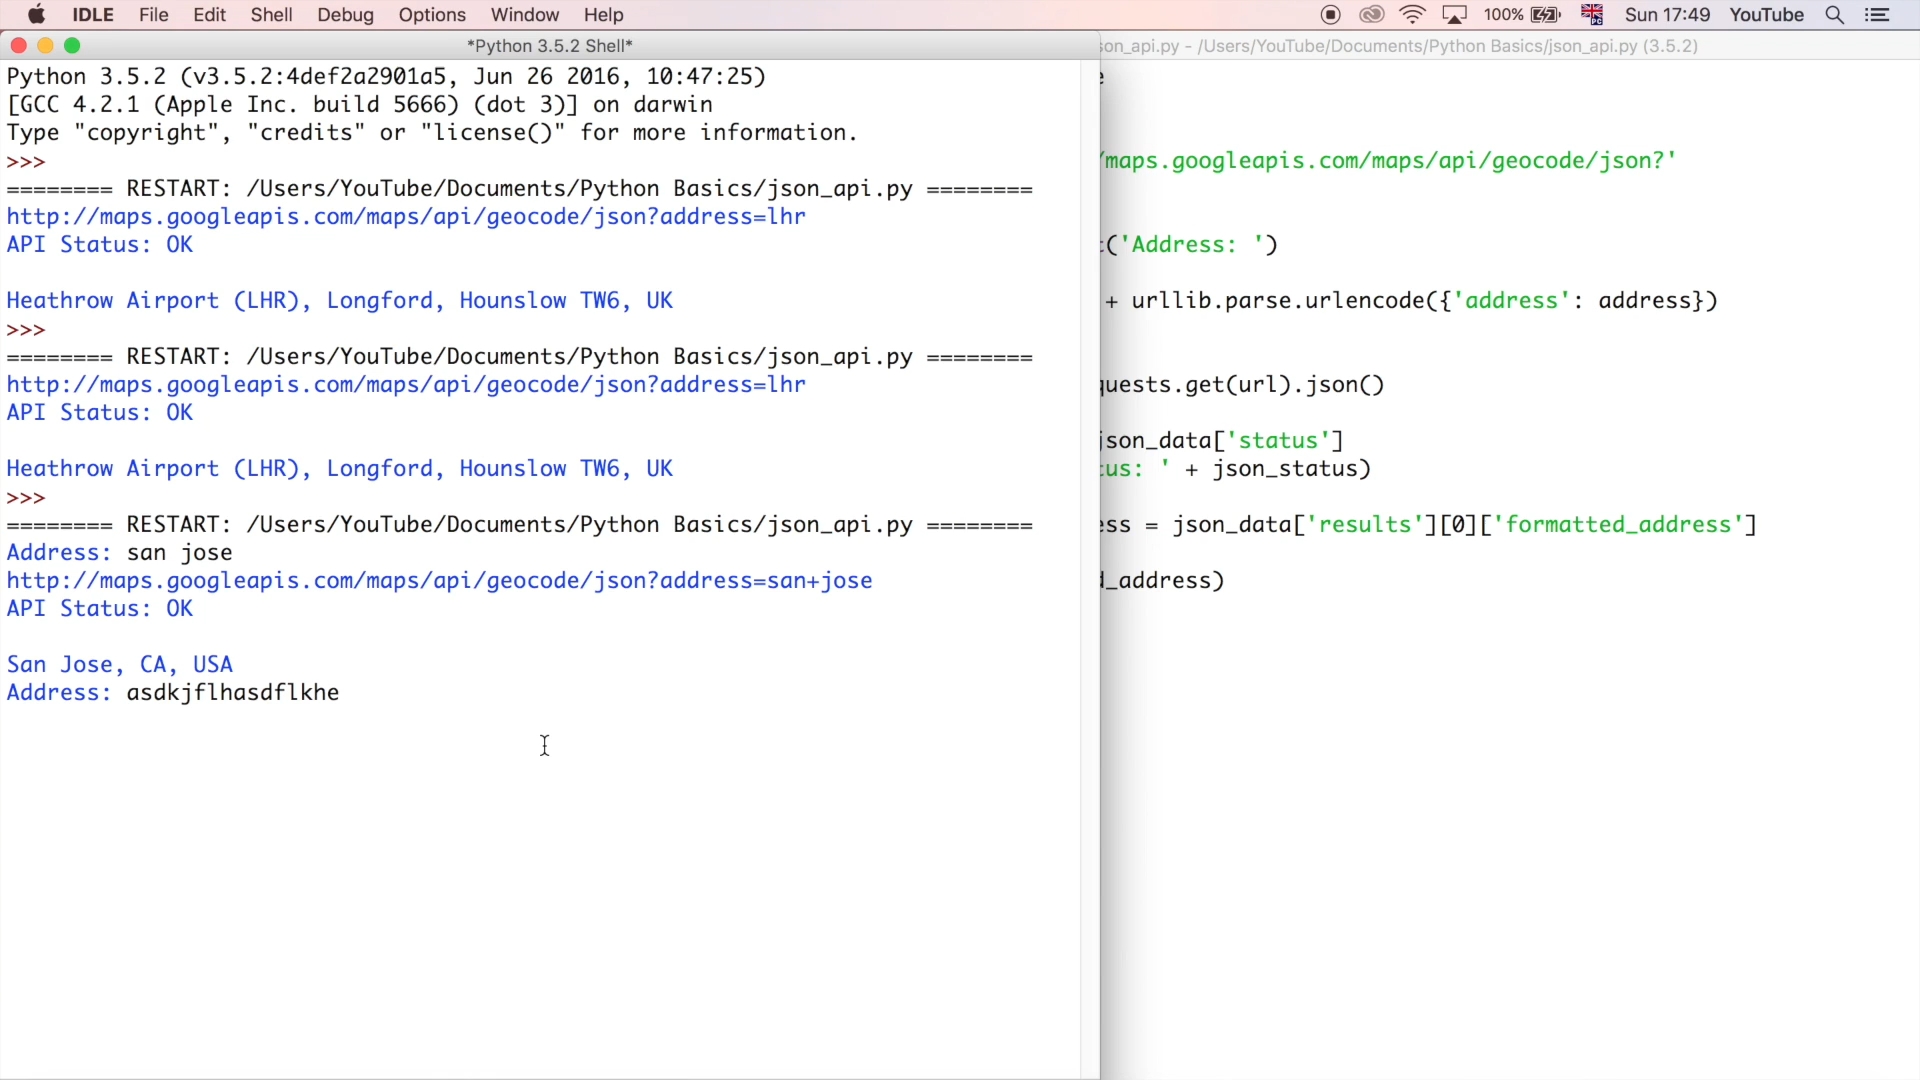 IDLE File Edit Shell Debug Options Window Help 100% Sun 17:49 YouTube
*Python 3.5.2 Shell*
Python 3.5.2 (v3.5.2:4def2a2901a5, Jun 26 2016, 10:47:25)
[GCC 4.2.1 (Apple Inc. build 5666) (dot 3)] on darwin
Type "copyright", "credits" or "license()" for more information.
>>>
======== RESTART: /Users/YouTube/Documents/Python Basics/json_api.py ========
http://maps.googleapis.com/maps/api/geocode/json?address=lhr
API Status: OK
Heathrow Airport (LHR), Longford, Hounslow TW6, UK
>>>
======== RESTART: /Users/YouTube/Documents/Python Basics/json_api.py ========
http://maps.googleapis.com/maps/api/geocode/json?address=lhr
API Status: OK
Heathrow Airport (LHR), Longford, Hounslow TW6, UK
>>>
======== RESTART: /Users/YouTube/Documents/Python Basics/json_api.py ========
Address: san jose
http://maps.googleapis.com/maps/api/geocode/json?address=san+jose
API Status: OK
San Jose, CA, USA
Address: asdkjflhasdflkhe
son_api.py - /Users/YouTube/Documents/Python Basics/json_api.py (3.5.2)
e
/maps.googleapis.com/maps/api/geocode/json?'
t('Address: ')
+ urllib.parse.urlencode({'address': address})
quests.get(url).json()
json_data['status']
tus: ' + json_status)
ess = json_data['results'][0]['formatted_address']
d_address)